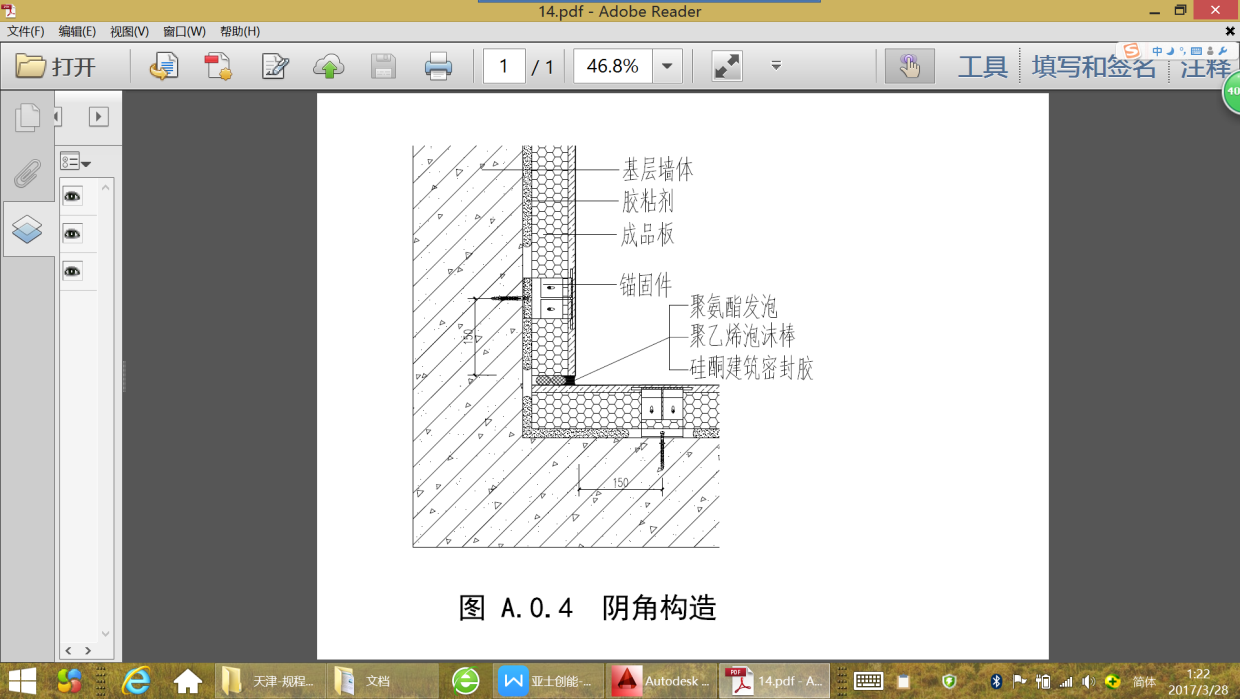 14.pdf - Adobe Reader
文件(F) 编辑(E) 视图(V) 窗口(W) 帮助(H)
打开 1 / 1 46.8% 工具 填写和签名 注释
中
40
基层墙体
胶粘剂
成品板
锚固件
聚氨酯发泡
聚乙烯泡沫棒
硅酮建筑密封胶
150
150
图 A.0.4 阴角构造
天津-规程... 文档 亚士创能-... Autodesk ... 14.pdf - A... 简体 1:22
2017/3/28